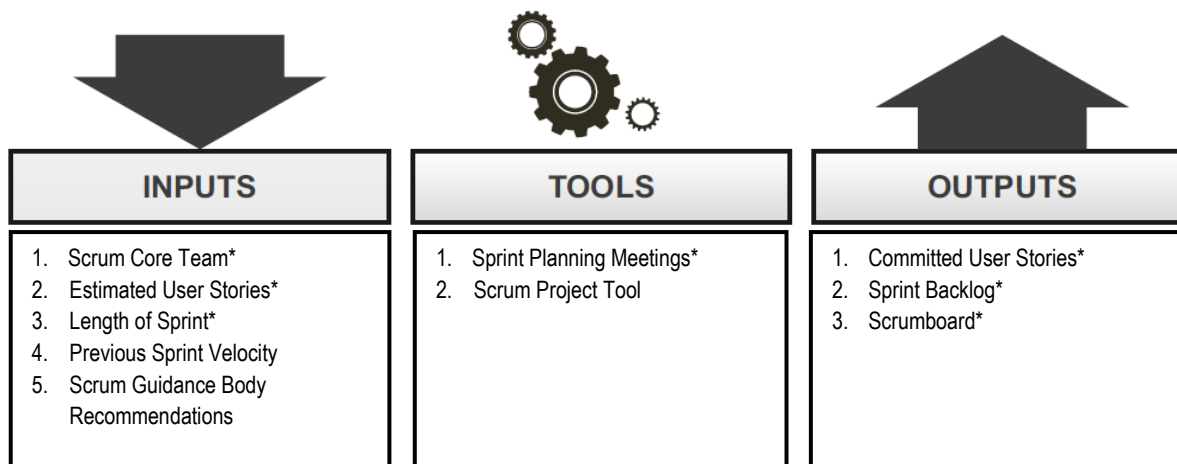 INPUTS
1. Scrum Core Team*
2. Estimated User Stories*
3. Length of Sprint*
4. Previous Sprint Velocity
5. Scrum Guidance Body
Recommendations
TOOLS
1. Sprint Planning Meetings*
2. Scrum Project Tool
OUTPUTS
1. Committed User Stories*
2. Sprint Backlog*
3. Scrumboard*